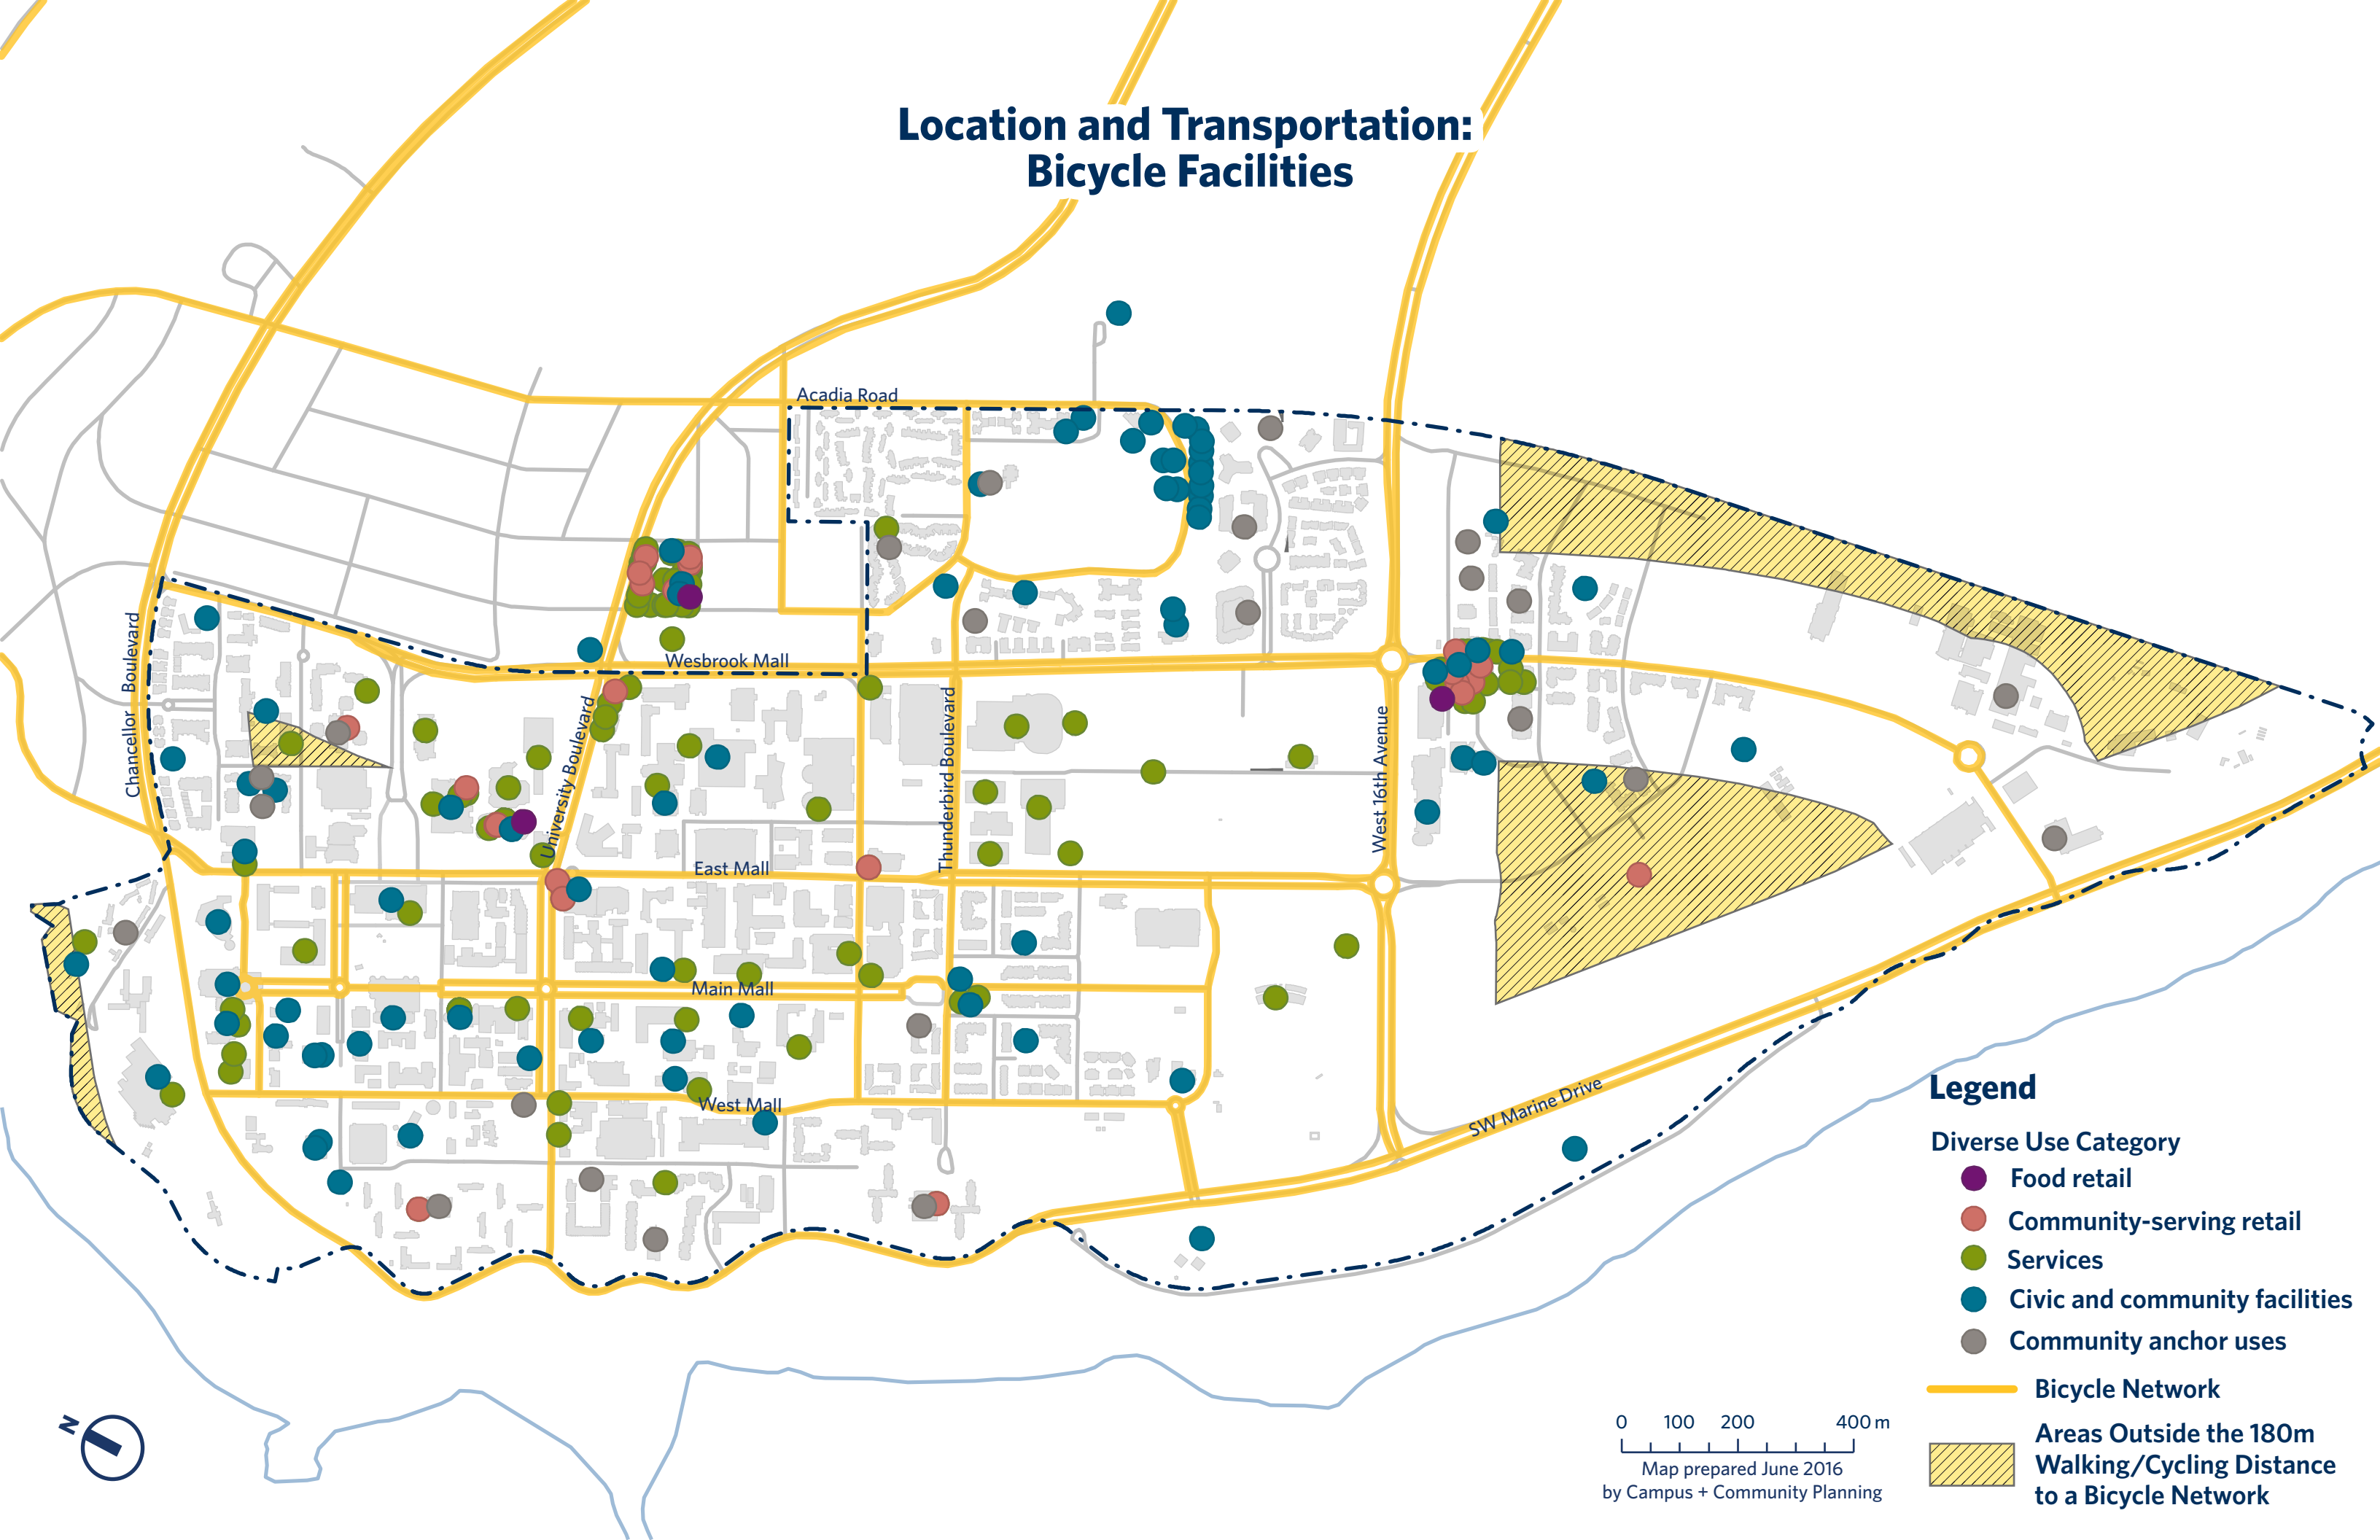 Location and Transportation:
Bicycle Facilities
Acadia Road
Wesbrook Mall
Chancellor Boulevard
University Boulevard
Thunderbird Boulevard
West 16th Avenue
East Mall
Main Mall
West Mall
SW Marine Drive
N
0 100 200 400 m
Map prepared June 2016
by Campus + Community Planning
Legend
Diverse Use Category
Food retail
Community-serving retail
Services
Civic and community facilities
Community anchor uses
Bicycle Network
Areas Outside the 180m
Walking/Cycling Distance
to a Bicycle Network